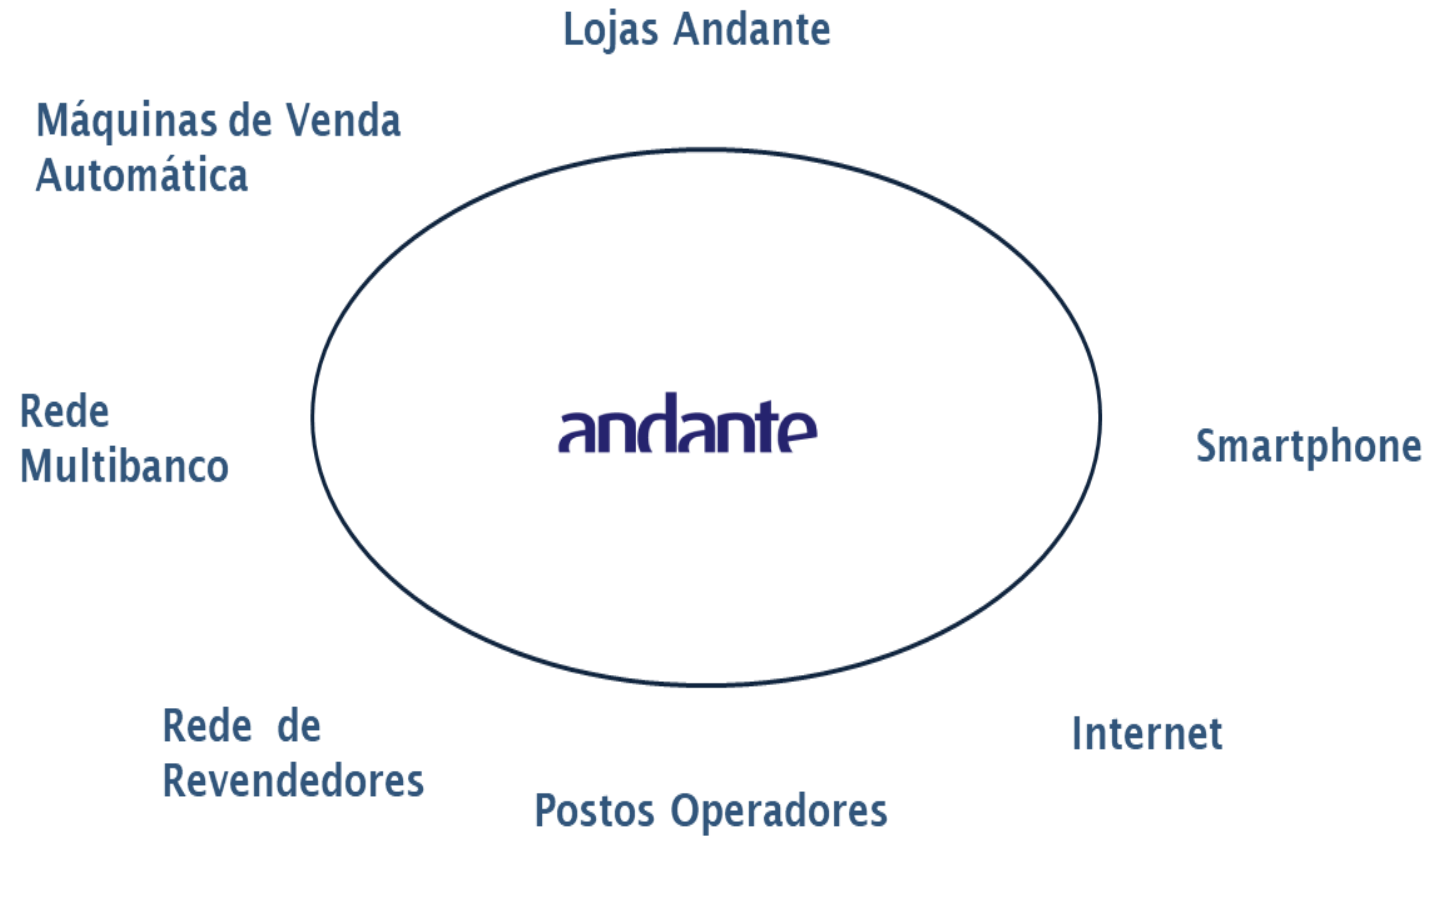 Lojas Andante
Máquinas de Venda
Automática
Rede
Multibanco
andante
Smartphone
Rede de
Revendedores
Internet
Postos Operadores